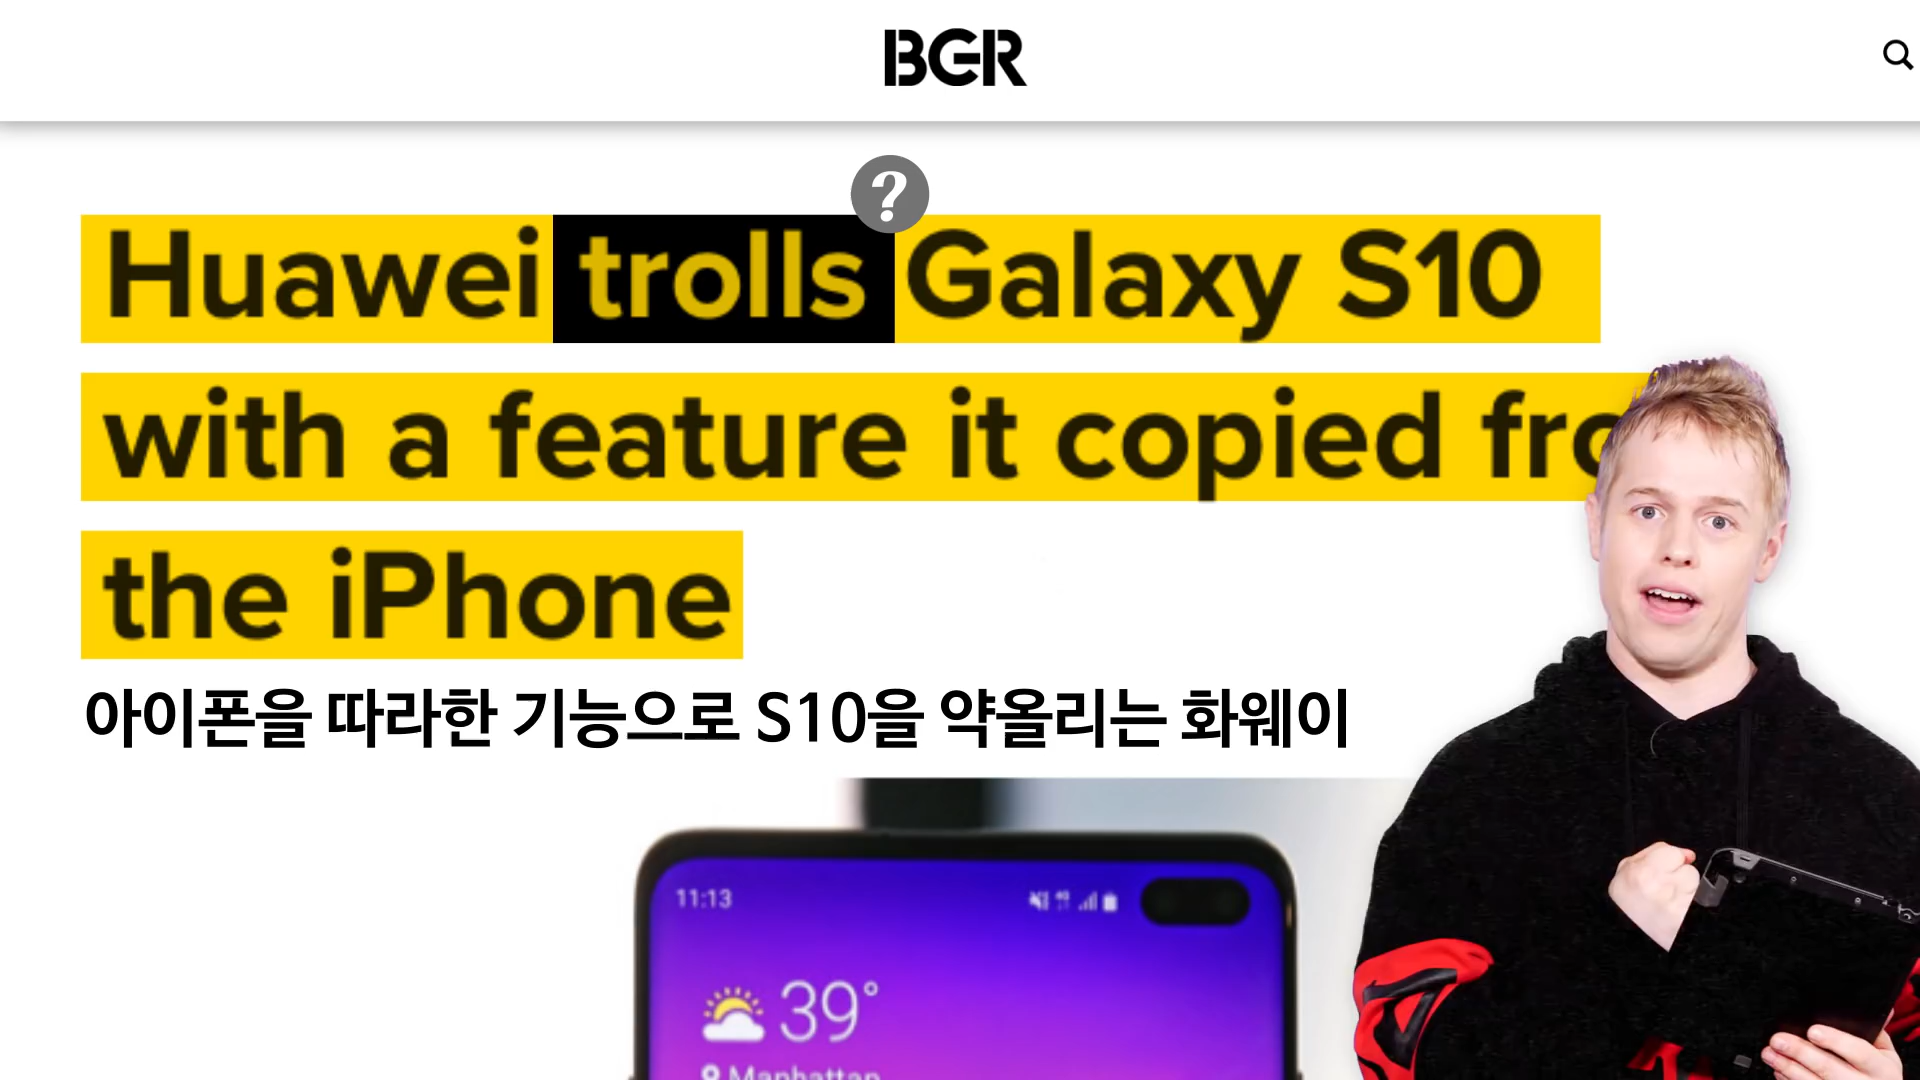 BGR
?
Huawei trolls Galaxy S10
with a feature it copied
the iPhone
아이폰을 따라한 기능으로 S10을 약올리는 화웨이
11:13
39°
Manhattan